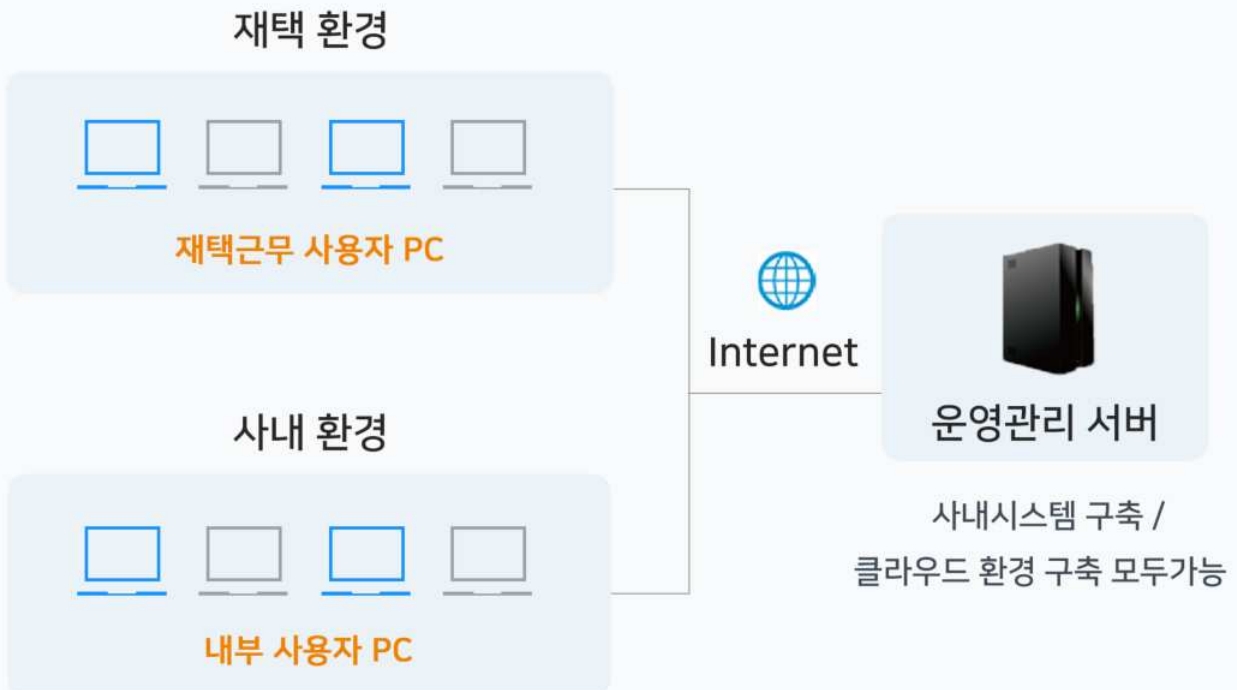 재택 환경
재택근무 사용자 PC
Internet
운영관리 서버
사내시스템 구축 /
클라우드 환경 구축 모두가능
사내 환경
내부 사용자 PC